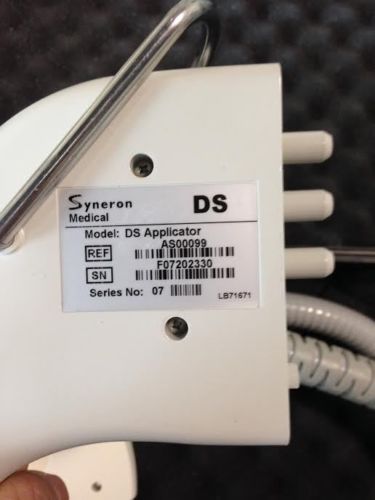 Syneron
Medical
DS
Model: DS Applicator
REF AS00099
SN F07202330
Series No: 07
LB71671